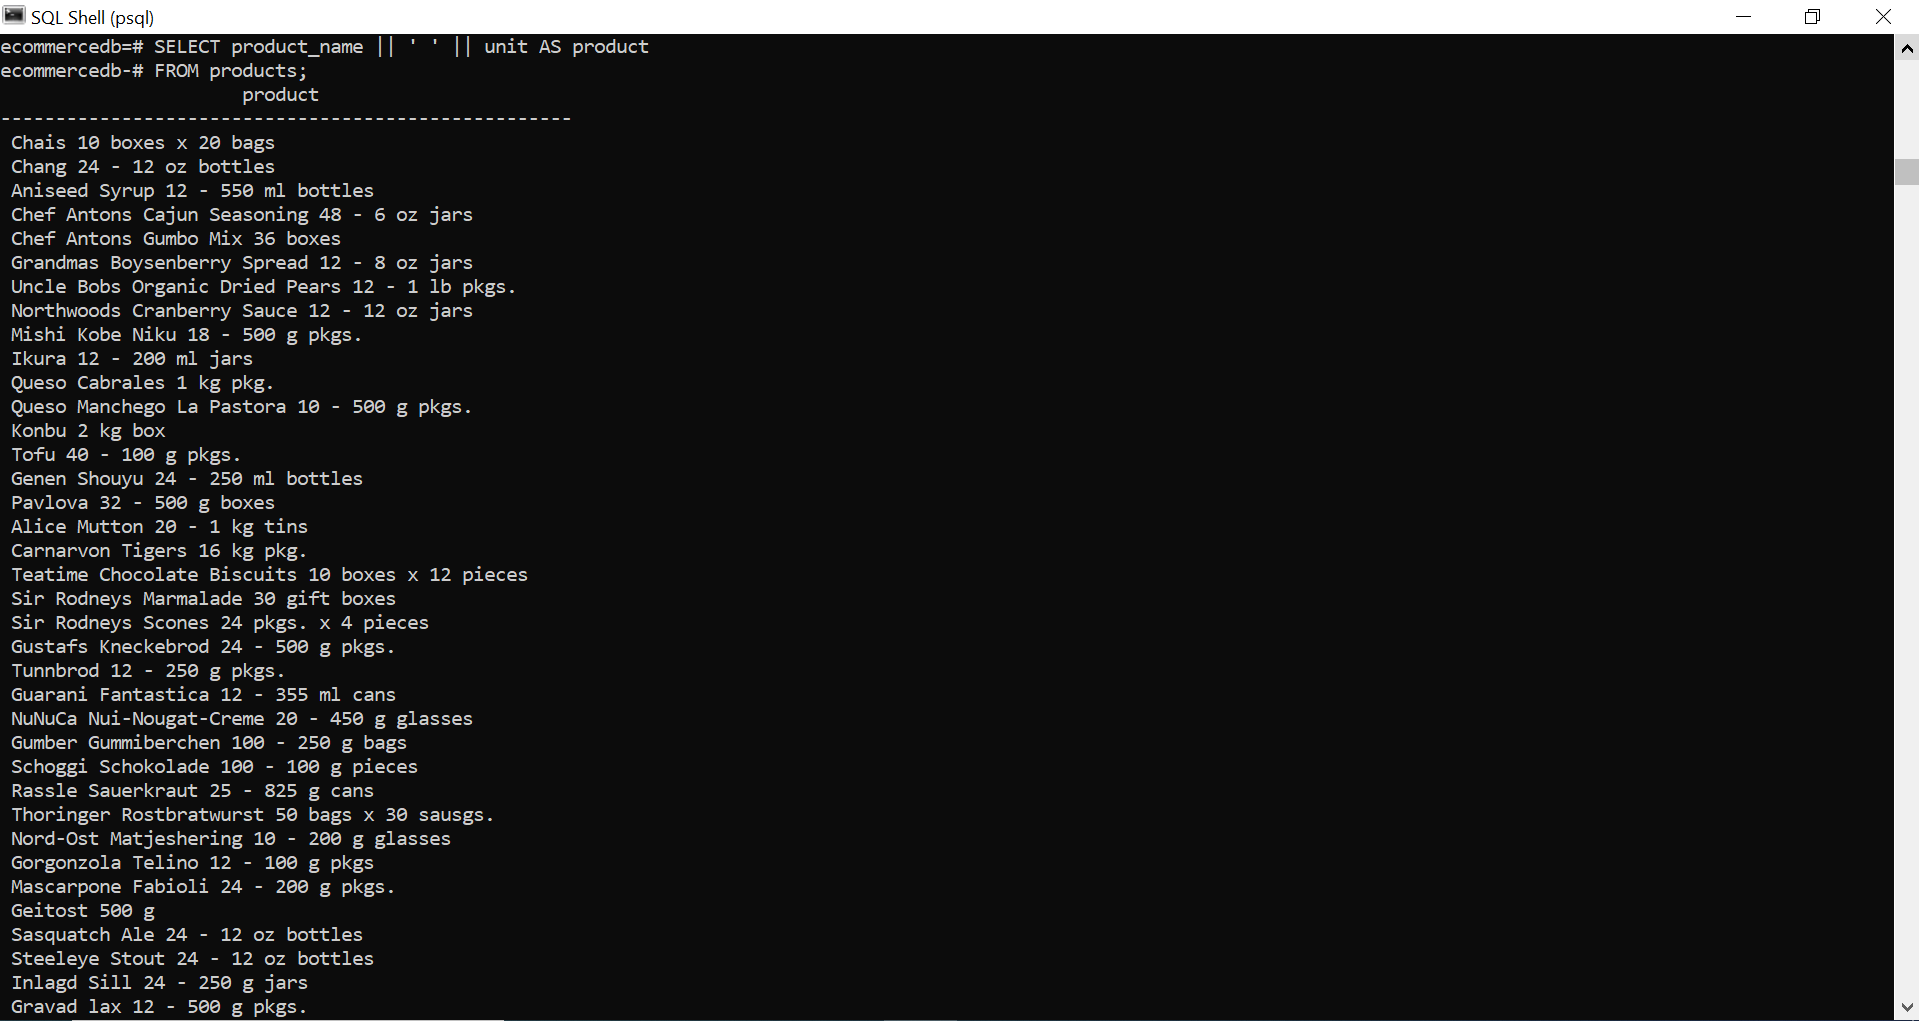 SQL Shell (psql)
ecommercedb=# SELECT product_name || ' ' || unit AS product
ecommercedb-# FROM products;
product
----------------------------------------------------
Chais 10 boxes x 20 bags
Chang 24 - 12 oz bottles
Aniseed Syrup 12 - 550 ml bottles
Chef Antons Cajun Seasoning 48 - 6 oz jars
Chef Antons Gumbo Mix 36 boxes
Grandmas Boysenberry Spread 12 - 8 oz jars
Uncle Bobs Organic Dried Pears 12 - 1 lb pkgs.
Northwoods Cranberry Sauce 12 - 12 oz jars
Mishi Kobe Niku 18 - 500 g pkgs.
Ikura 12 - 200 ml jars
Queso Cabrales 1 kg pkg.
Queso Manchego La Pastora 10 - 500 g pkgs.
Konbu 2 kg box
Tofu 40 - 100 g pkgs.
Genen Shouyu 24 - 250 ml bottles
Pavlova 32 - 500 g boxes
Alice Mutton 20 - 1 kg tins
Carnarvon Tigers 16 kg pkg.
Teatime Chocolate Biscuits 10 boxes x 12 pieces
Sir Rodneys Marmalade 30 gift boxes
Sir Rodneys Scones 24 pkgs. x 4 pieces
Gustafs Kneckebrod 24 - 500 g pkgs.
Tunnbrod 12 - 250 g pkgs.
Guarani Fantastica 12 - 355 ml cans
NuNuCa Nui-Nougat-Creme 20 - 450 g glasses
Gumber Gummiberchen 100 - 250 g bags
Schoggi Schokolade 100 - 100 g pieces
Rassle Sauerkraut 25 - 825 g cans
Thoringer Rostbratwurst 50 bags x 30 sausgs.
Nord-Ost Matjeshering 10 - 200 g glasses
Gorgonzola Telino 12 - 100 g pkgs
Mascarpone Fabioli 24 - 200 g pkgs.
Geitost 500 g
Sasquatch Ale 24 - 12 oz bottles
Steeleye Stout 24 - 12 oz bottles
Inlagd Sill 24 - 250 g jars
Gravad lax 12 - 500 g pkgs.